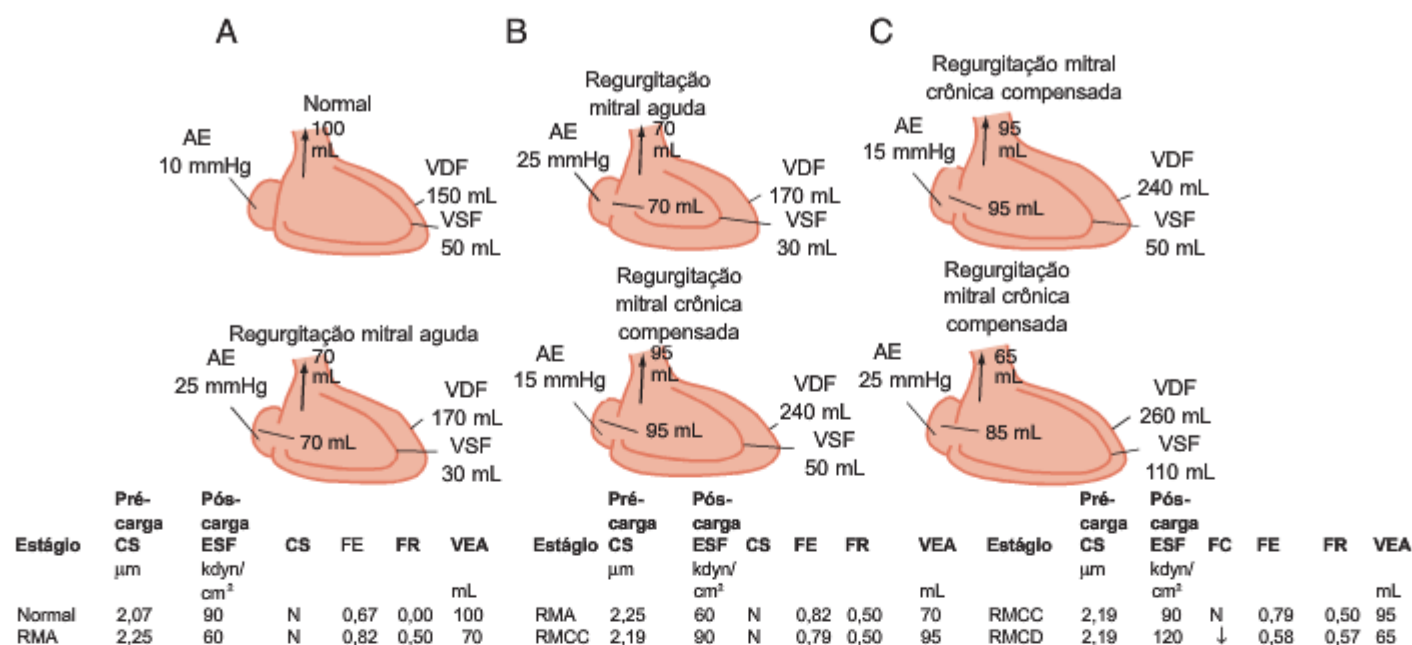 A
Normal
100
mL
AE
10 mmHg
VDF
150 mL
VSF
50 mL
Regurgitação mitral aguda
70
mL
AE
25 mmHg
70 mL
VDF
170 mL
VSF
30 mL
B
Regurgitação
mitral aguda
70
mL
AE
25 mmHg
70 mL
VDF
170 mL
VSF
30 mL
Regurgitação
mitral crônica
compensada
95
mL
AE
15 mmHg
95 mL
VDF
240 mL
VSF
50 mL
C
Regurgitação mitral
crônica compensada
95
mL
AE
15 mmHg
95 mL
VDF
240 mL
VSF
50 mL
Regurgitação
mitral crônica
compensada
65
mL
AE
25 mmHg
85 mL
VDF
260 mL
VSF
110 mL
Pré- Pós-
carga carga
Estágio CS ESF CS FE FR VEA
µm kdyn/
cm² mL
Normal 2,07 90 N 0,67 0,00 100
RMA 2,25 60 N 0,82 0,50 70
Pré- Pós-
carga carga
Estágio CS ESF CS FE FR VEA
µm kdyn/
cm² mL
RMA 2,25 60 N 0,82 0,50 70
RMCC 2,19 90 N 0,79 0,50 95
Pré- Pós-
carga carga
Estágio CS ESF FC FE FR VEA
µm kdyn/
cm² mL
RMCC 2,19 90 N 0,79 0,50 95
RMCD 2,19 120 ↓ 0,58 0,57 65